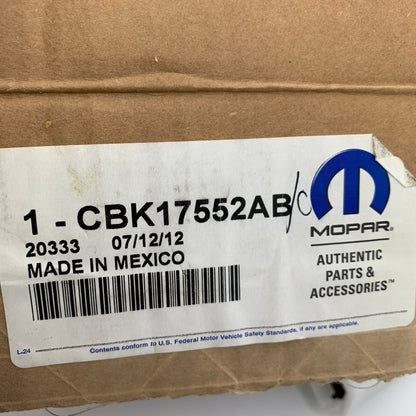 1 - CBK17552AB/C
20333 07/12/12
MADE IN MEXICO
MOPAR®
AUTHENTIC
PARTS &
ACCESSORIES™
L-24
Contents conform to U.S. Federal Motor Vehicle Safety Standards, if any are applicable.